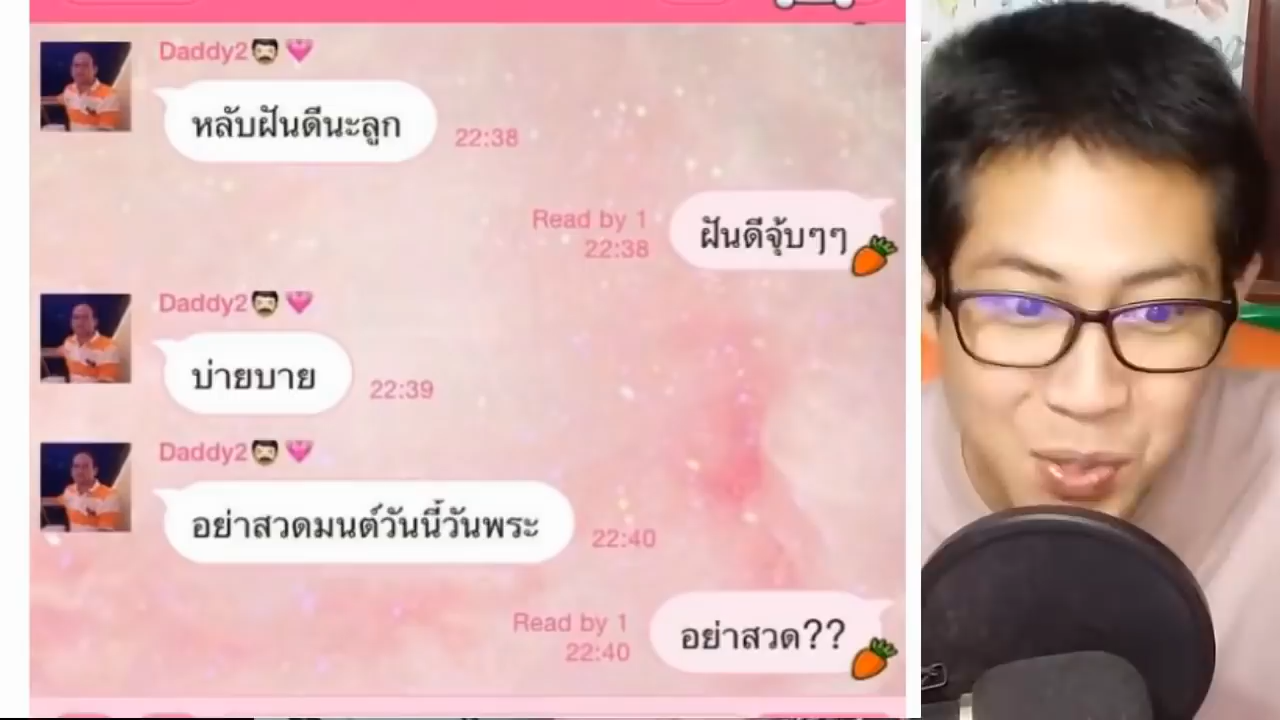 Daddy2🧔🏻💗
หลับฝันดีนะลูก
22:38
Read by 1
22:38
ฝันดีจุ้บๆๆ
Daddy2🧔🏻💗
บ่ายบาย
22:39
Daddy2🧔🏻💗
อย่าสวดมนต์วันนี้วันพระ
22:40
Read by 1
22:40
อย่าสวด??